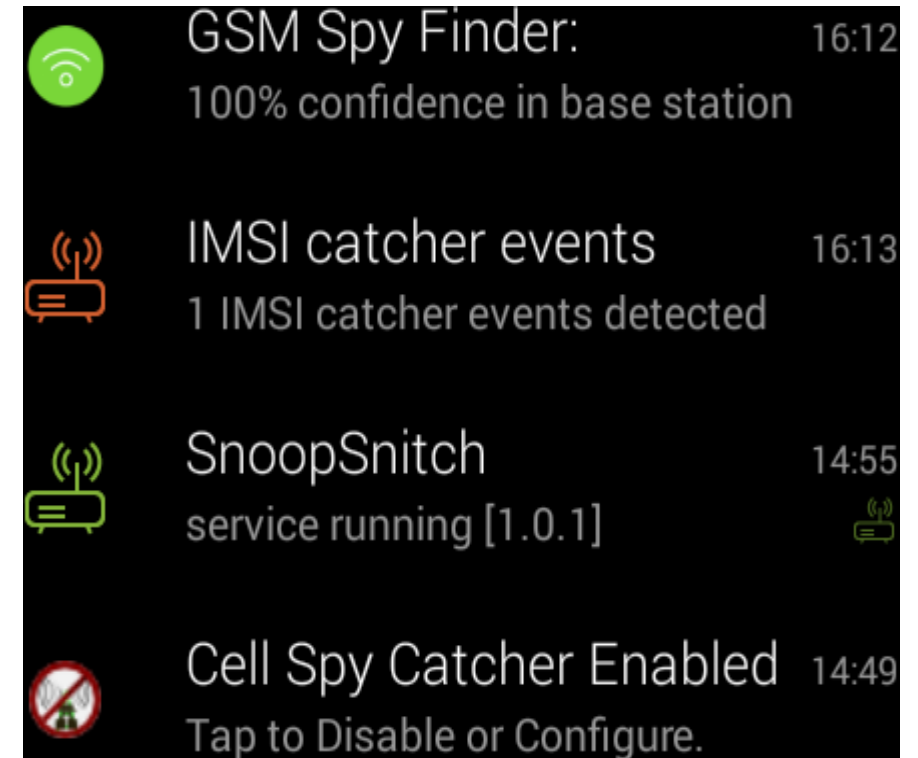 GSM Spy Finder: 16:12
100% confidence in base station
IMSI catcher events 16:13
1 IMSI catcher events detected
SnoopSnitch 14:55
service running [1.0.1]
Cell Spy Catcher Enabled 14:49
Tap to Disable or Configure.